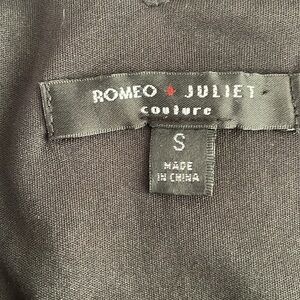 ROMEO + JULIET
couture
S
MADE
IN CHINA